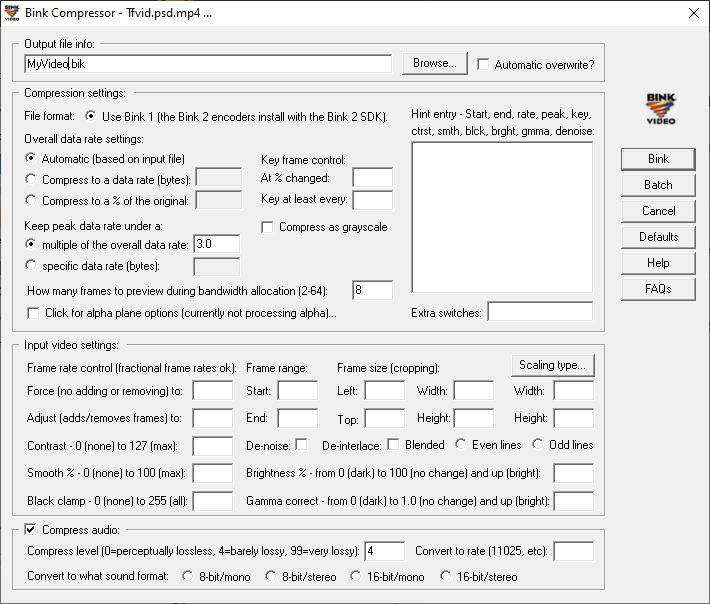 Bink Compressor - Tfvid.psd.mp4 ...
Output file info:
MyVideo.bik
Browse...
Automatic overwrite?
Compression settings:
File format: Use Bink 1 (the Bink 2 encoders install with the Bink 2 SDK).
Overall data rate settings:
Automatic (based on input file)
Compress to a data rate (bytes):
Compress to a % of the original:
Key frame control:
At % changed:
Key at least every:
Keep peak data rate under a:
multiple of the overall data rate: 3.0
specific data rate (bytes):
Compress as grayscale
How many frames to preview during bandwidth allocation (2-64): 8
Click for alpha plane options (currently not processing alpha)...
Hint entry - Start, end, rate, peak, key,
ctrst, smth, blck, brght, gmma, denoise:
Extra switches:
BINK
VIDEO
Bink
Batch
Cancel
Defaults
Help
FAQs
Input video settings:
Frame rate control (fractional frame rates ok): Frame range: Frame size (cropping): Scaling type...
Force (no adding or removing) to: Start: Left: Width: Width:
Adjust (adds/removes frames) to: End: Top: Height: Height:
Contrast - 0 (none) to 127 (max): De-noise: De-interlace: Blended Even lines Odd lines
Smooth % - 0 (none) to 100 (max): Brightness % - from 0 (dark) to 100 (no change) and up (bright):
Black clamp - 0 (none) to 255 (all): Gamma correct - from 0 (dark) to 1.0 (no change) and up (bright):
Compress audio:
Compress level (0=perceptually lossless, 4=barely lossy, 99=very lossy): 4 Convert to rate (11025, etc):
Convert to what sound format: 8-bit/mono 8-bit/stereo 16-bit/mono 16-bit/stereo